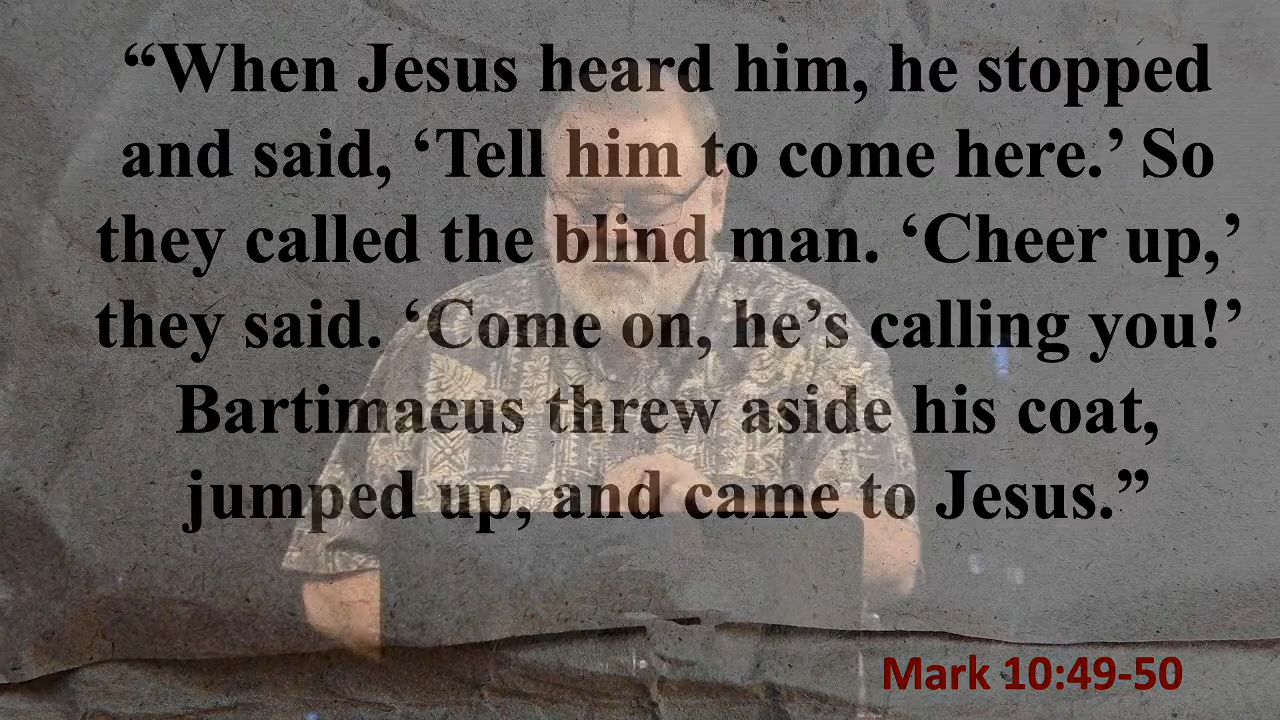 “When Jesus heard him, he stopped
and said, ‘Tell him to come here.’ So
they called the blind man. ‘Cheer up,’
they said. ‘Come on, he’s calling you!’
Bartimaeus threw aside his coat,
jumped up, and came to Jesus.”
Mark 10:49-50